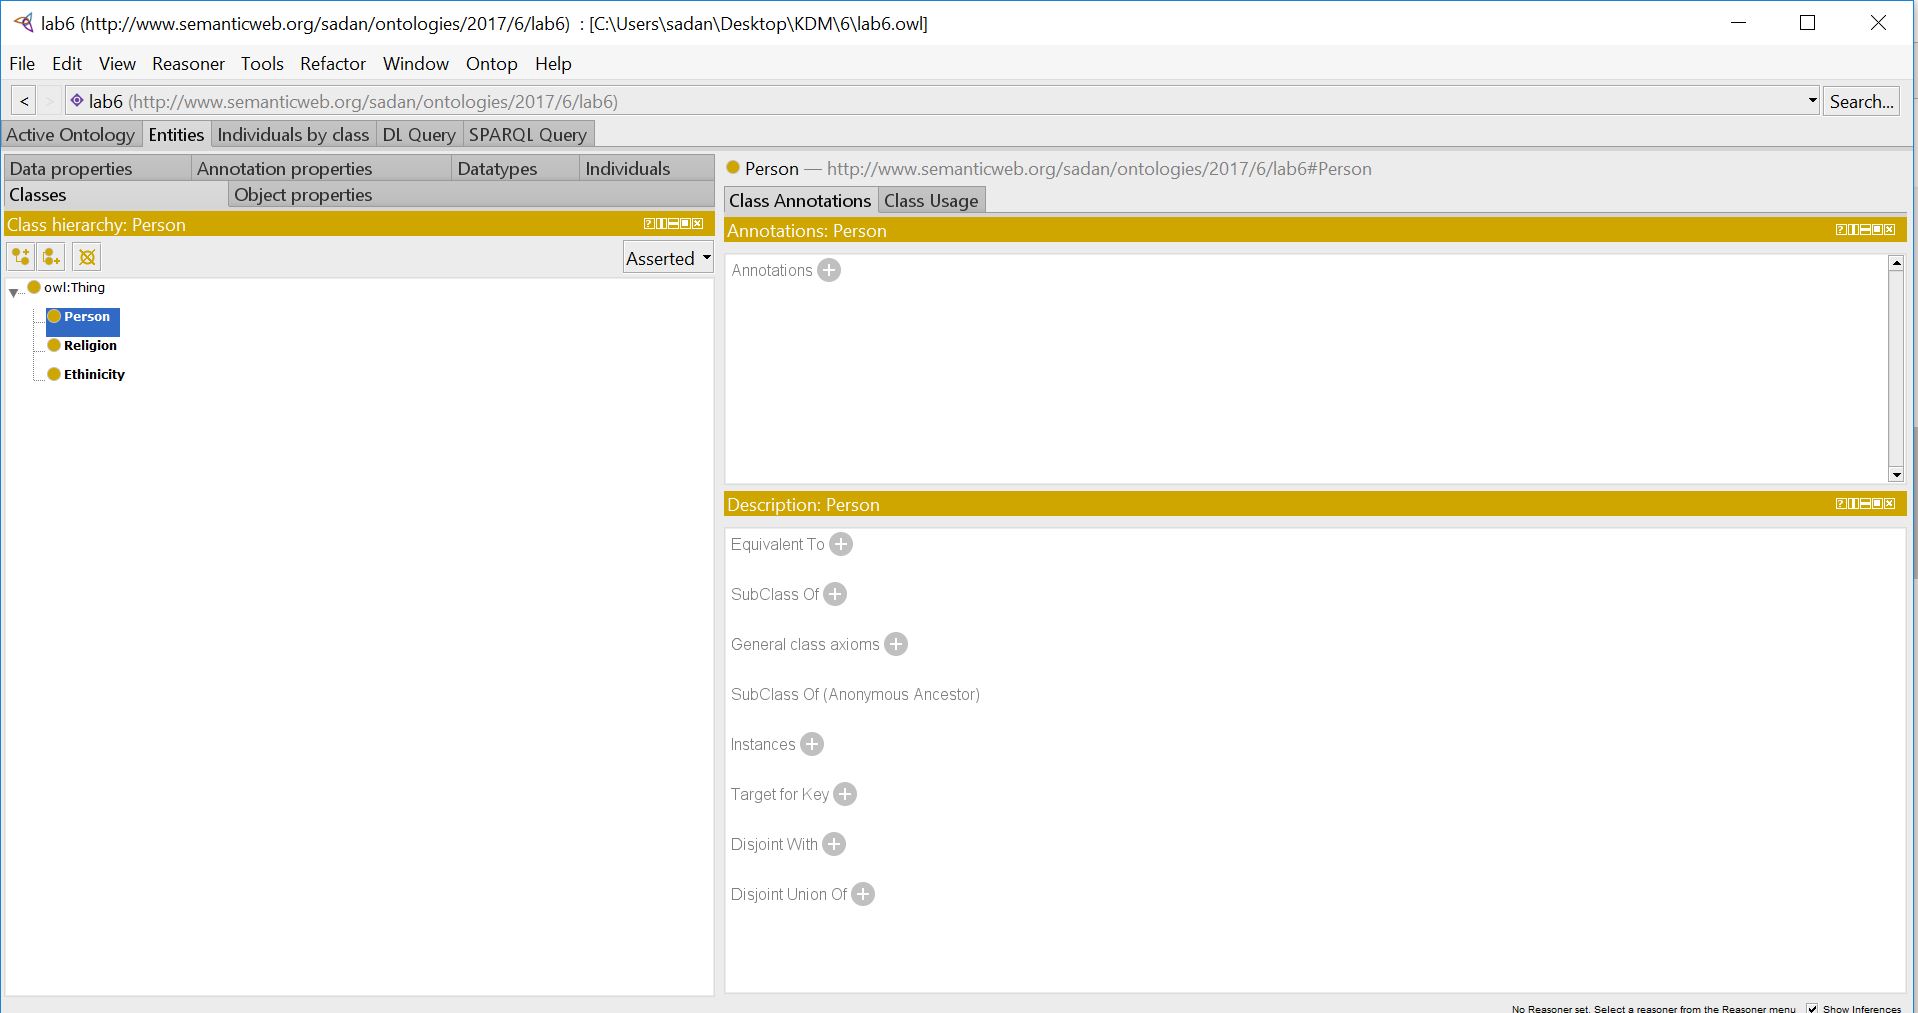 lab6 (http://www.semanticweb.org/sadan/ontologies/2017/6/lab6)  : [C:\Users\sadan\Desktop\KDM\6\lab6.owl]
File Edit View Reasoner Tools Refactor Window Ontop Help
< > lab6 (http://www.semanticweb.org/sadan/ontologies/2017/6/lab6) Search...
Active Ontology Entities Individuals by class DL Query SPARQL Query
Data properties Annotation properties Datatypes Individuals
Classes Object properties
Class hierarchy: Person
Asserted
owl:Thing
Person
Religion
Ethinicity
Person — http://www.semanticweb.org/sadan/ontologies/2017/6/lab6#Person
Class Annotations Class Usage
Annotations: Person
Annotations
Description: Person
Equivalent To
SubClass Of
General class axioms
SubClass Of (Anonymous Ancestor)
Instances
Target for Key
Disjoint With
Disjoint Union Of
No Reasoner set. Select a reasoner from the Reasoner menu Show Inferences